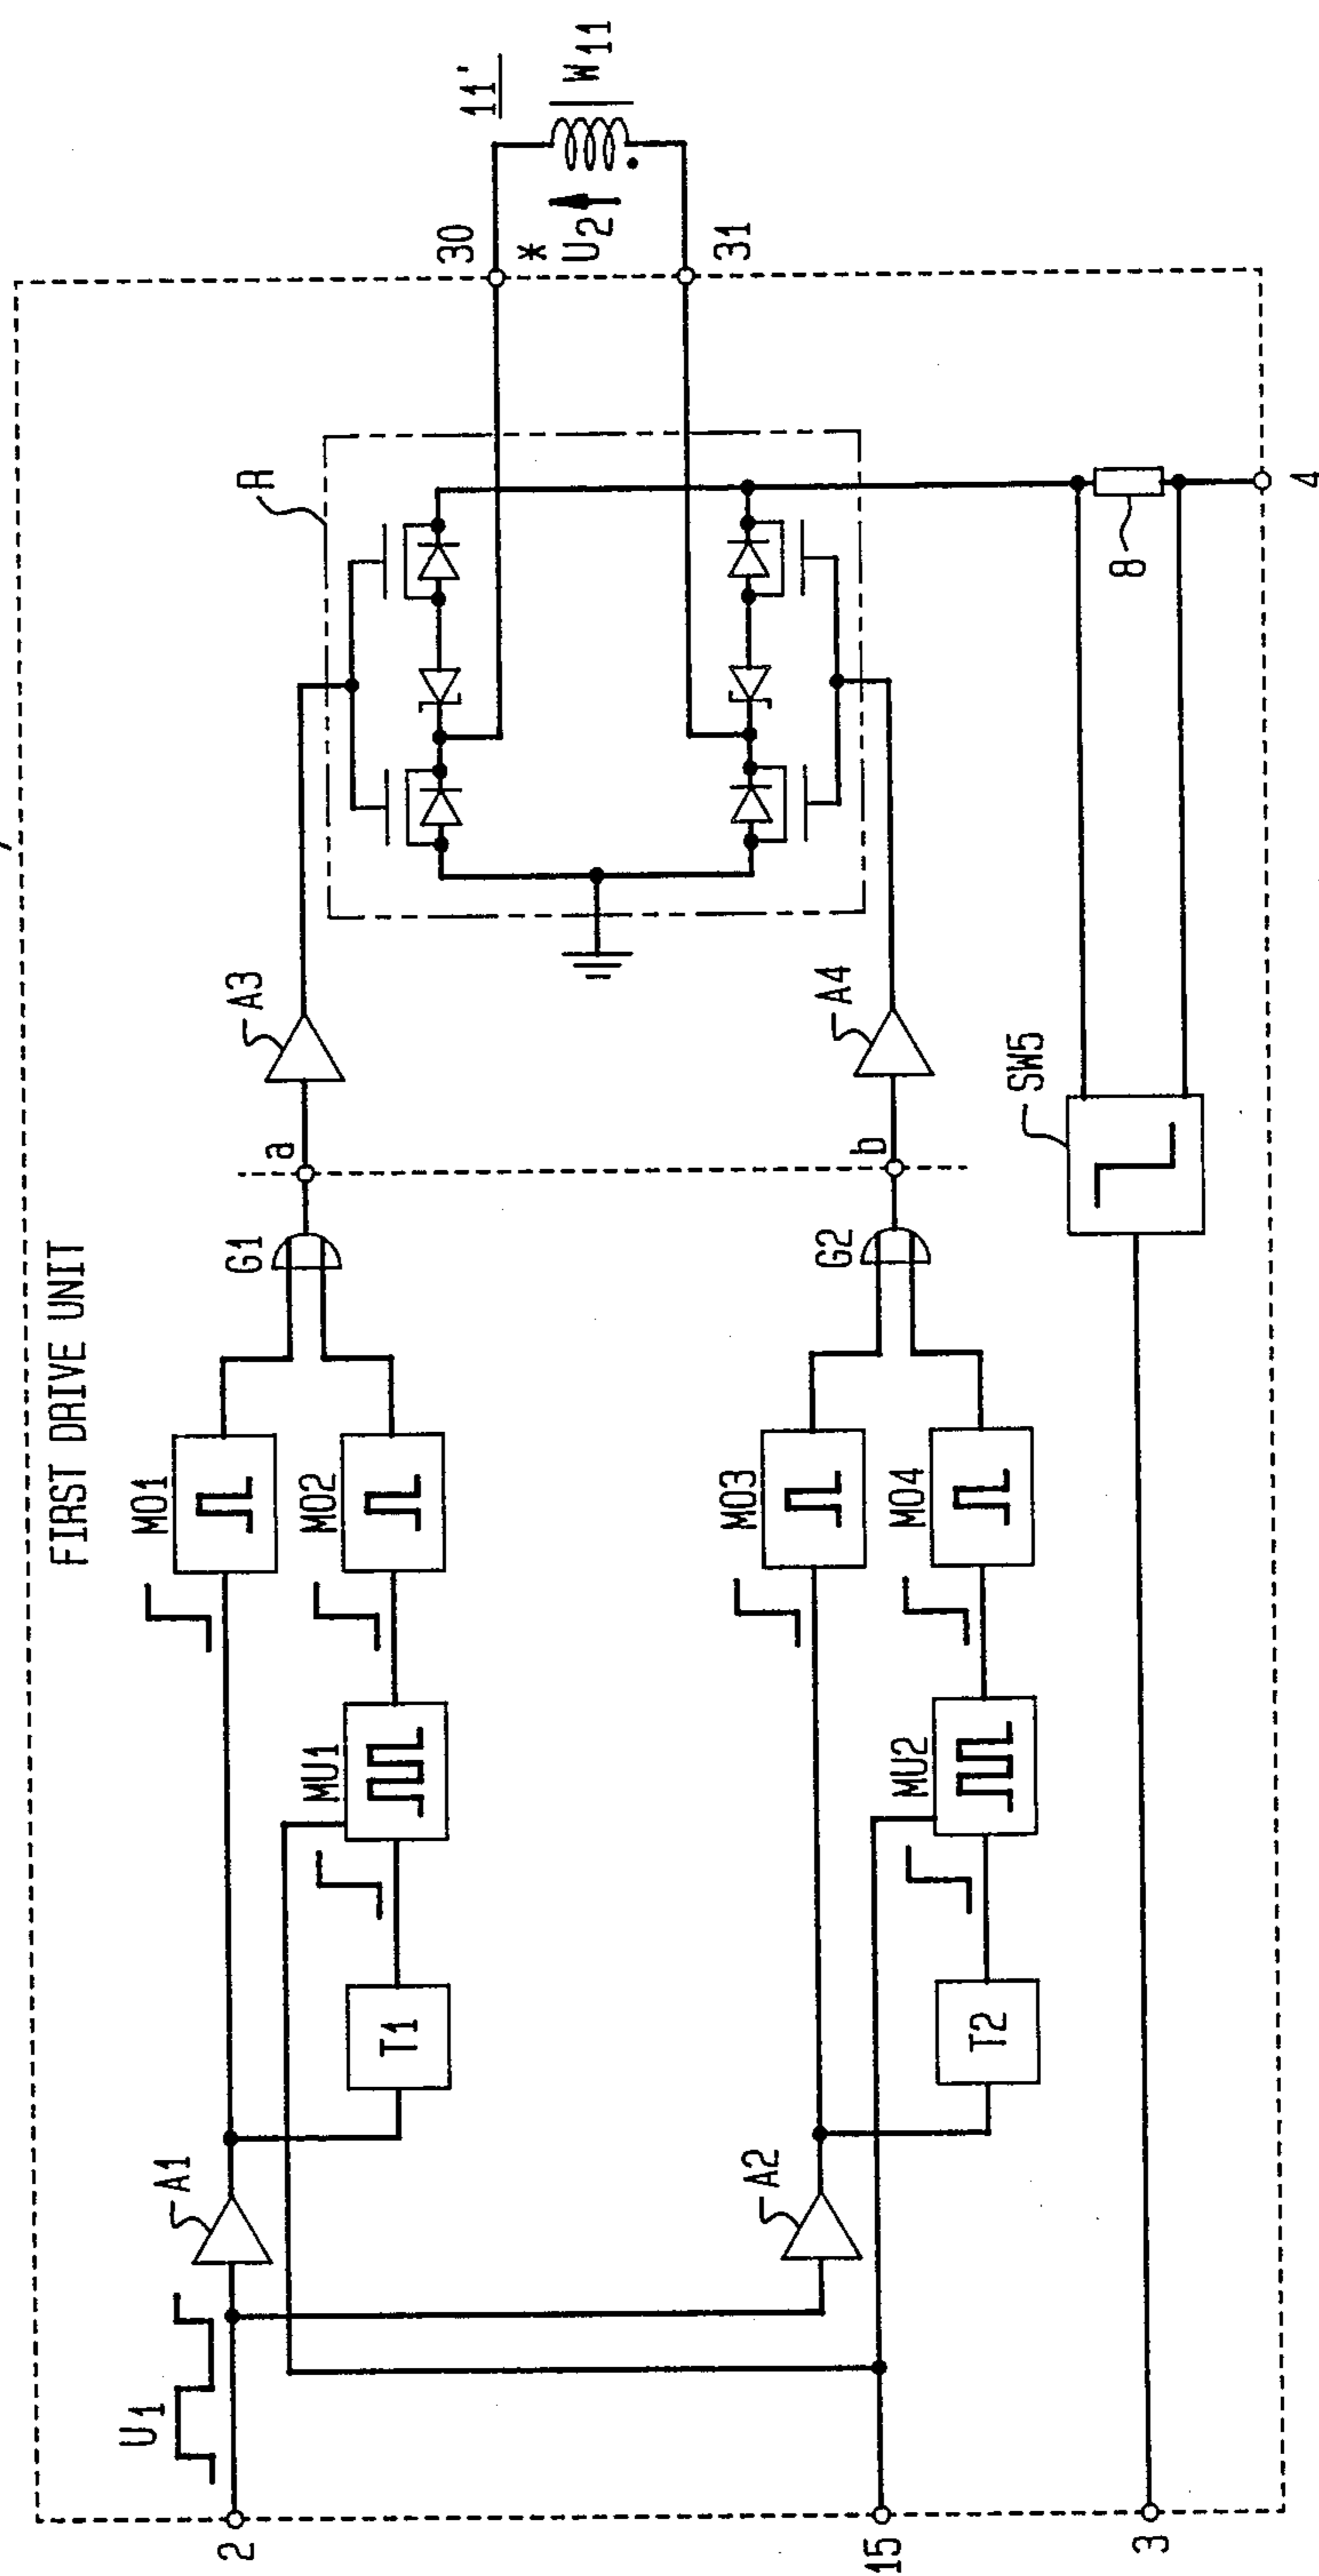 FIRST DRIVE UNIT
2
U1
A1
T1
MU1
MO1
MO2
G1
a
A3
R
30
11'
*
U2
W11
31
15
A2
T2
MU2
MO3
MO4
G2
b
A4
3
SW5
8
4